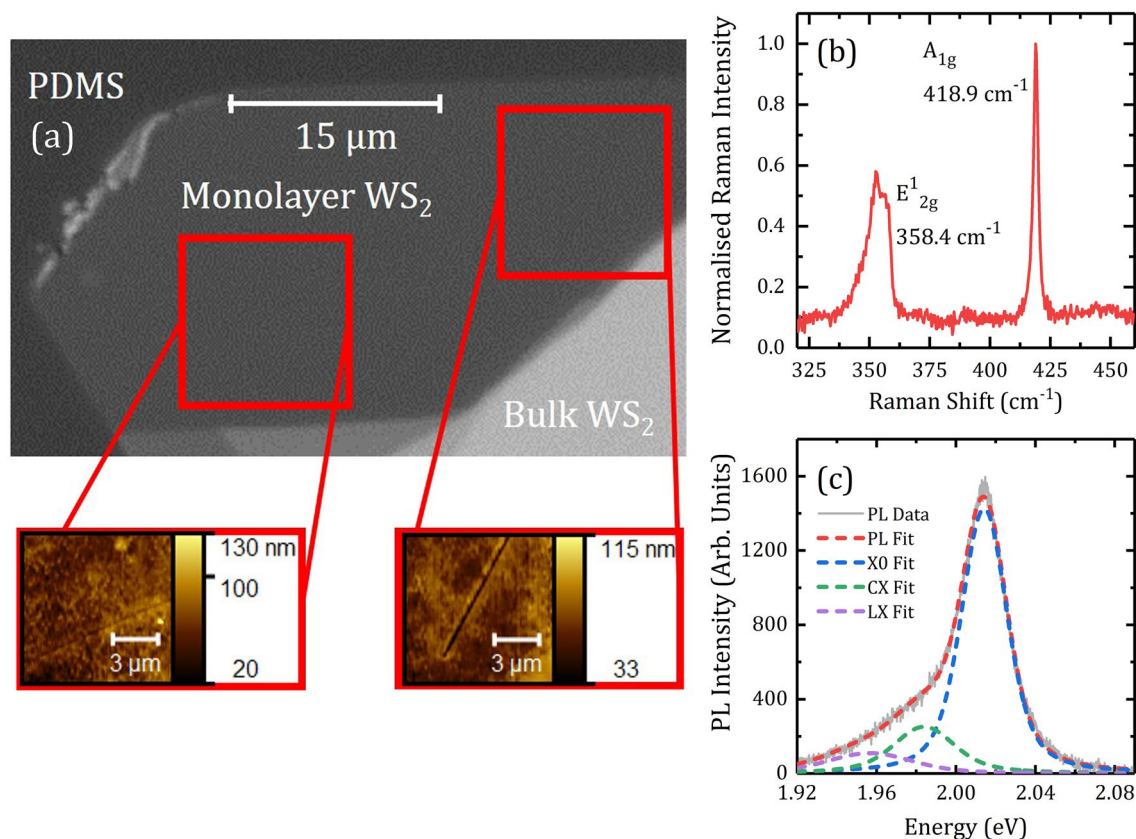 PDMS
(a)
15 μm
Monolayer WS₂
Bulk WS₂
130 nm
100
3 μm
20
115 nm
3 μm
33
(b)
A₁g
418.9 cm⁻¹
E¹₂g
358.4 cm⁻¹
Normalised Raman Intensity
1.0
0.8
0.6
0.4
0.2
0.0
325 350 375 400 425 450
Raman Shift (cm⁻¹)
(c)
PL Data
PL Fit
X0 Fit
CX Fit
LX Fit
PL Intensity (Arb. Units)
1600
1200
800
400
0
1.92 1.96 2.00 2.04 2.08
Energy (eV)